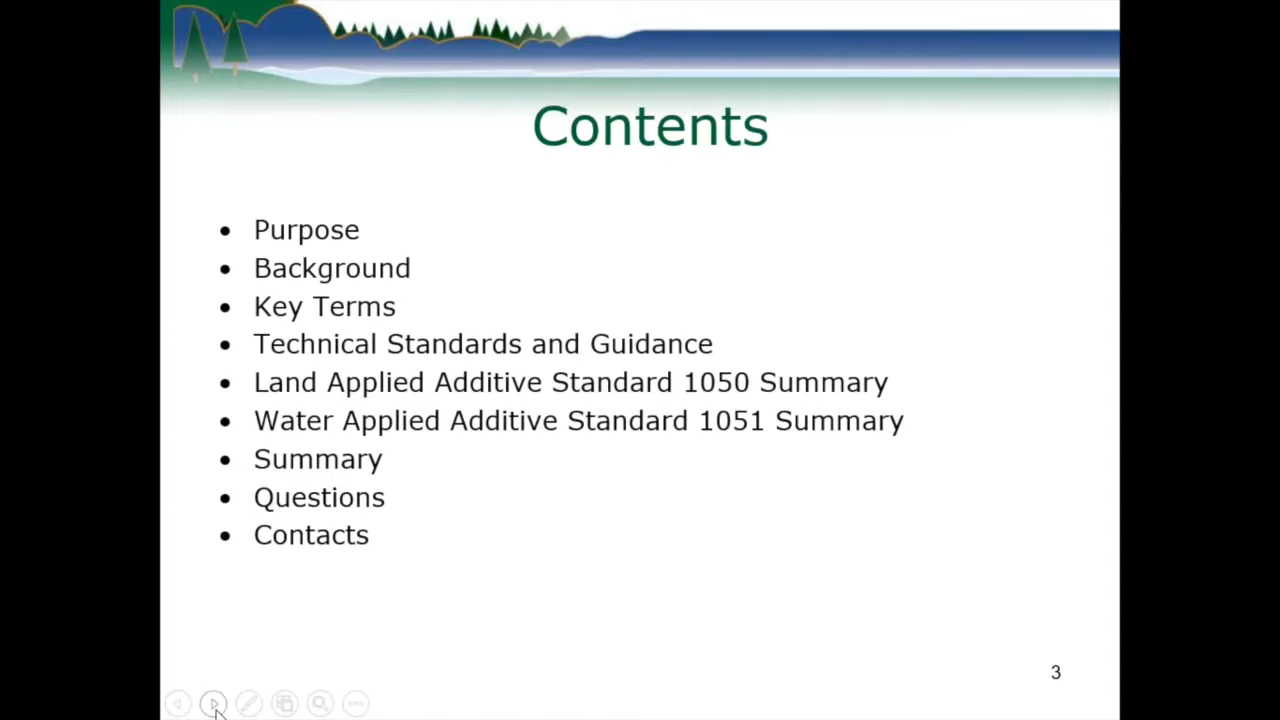 Contents
• Purpose
• Background
• Key Terms
• Technical Standards and Guidance
• Land Applied Additive Standard 1050 Summary
• Water Applied Additive Standard 1051 Summary
• Summary
• Questions
• Contacts
3